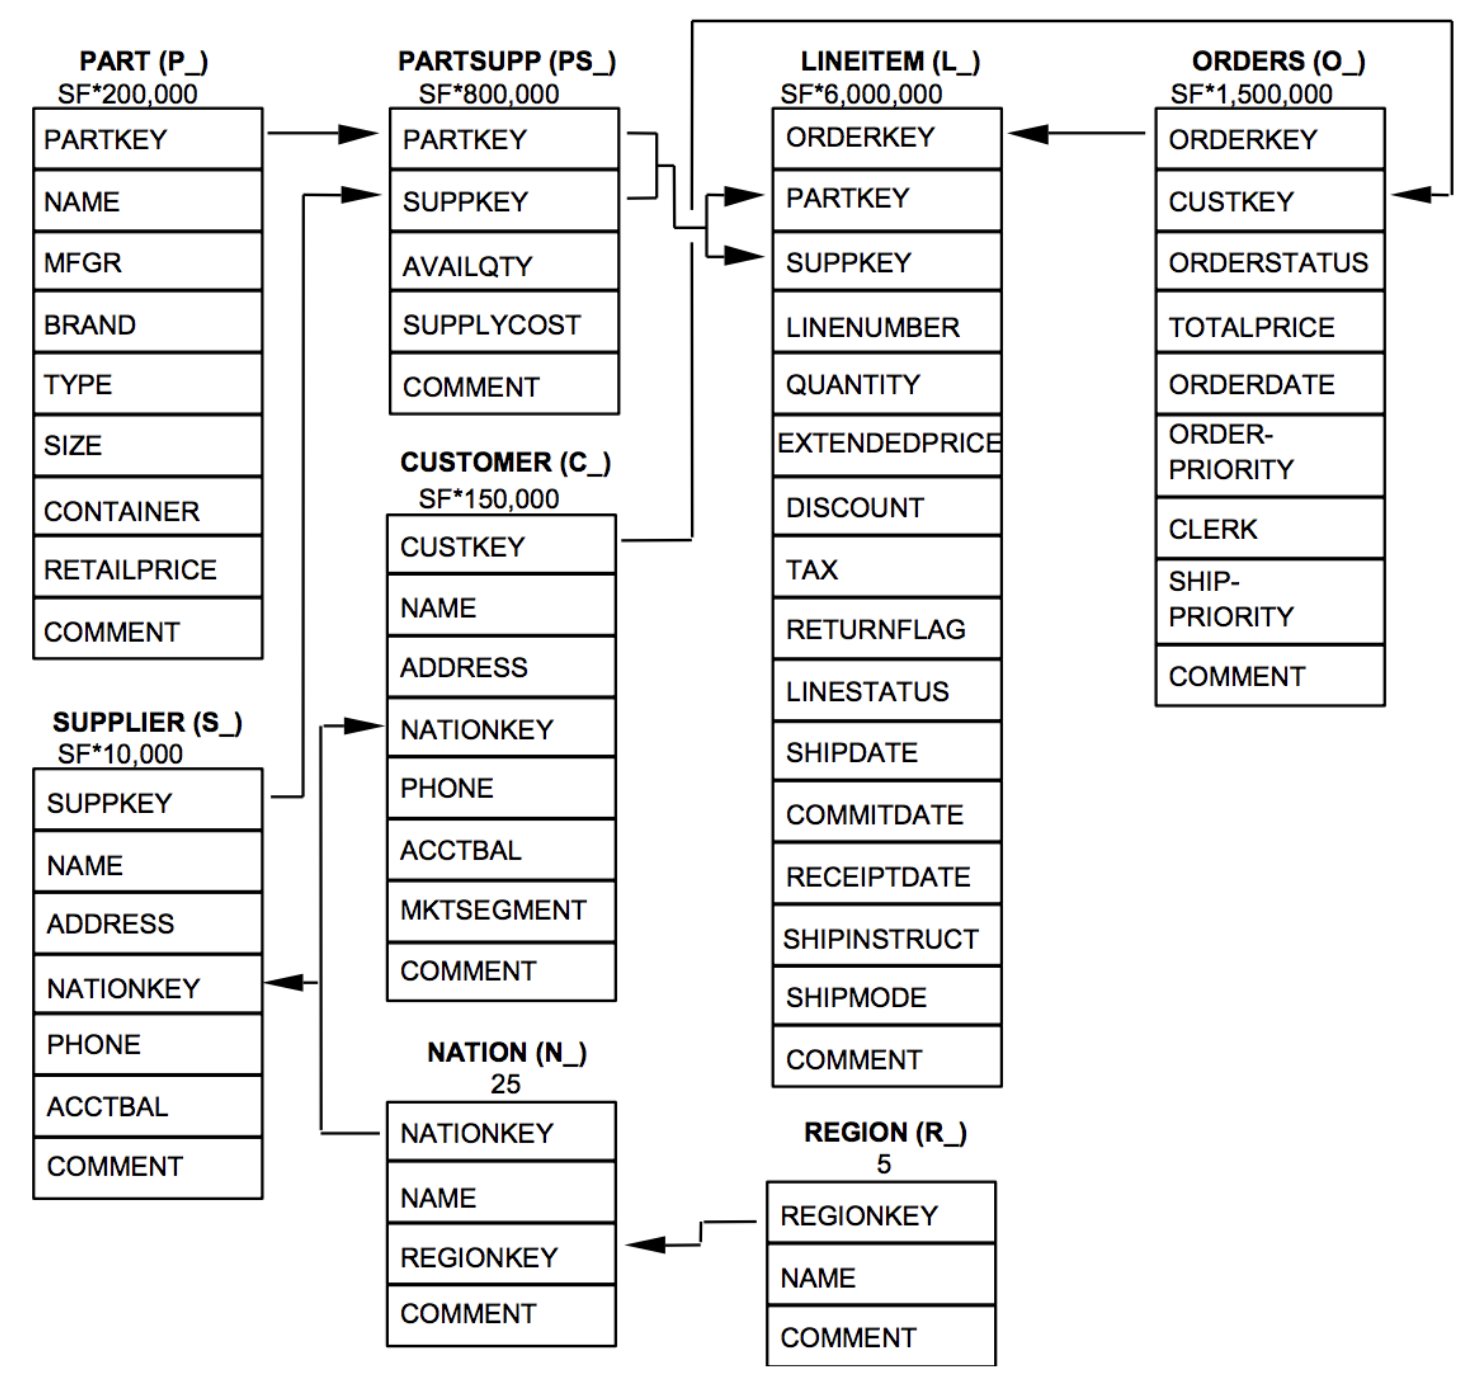 PART (P_)
SF*200,000
PARTKEY
NAME
MFGR
BRAND
TYPE
SIZE
CONTAINER
RETAILPRICE
COMMENT
SUPPLIER (S_)
SF*10,000
SUPPKEY
NAME
ADDRESS
NATIONKEY
PHONE
ACCTBAL
COMMENT
PARTSUPP (PS_)
SF*800,000
PARTKEY
SUPPKEY
AVAILQTY
SUPPLYCOST
COMMENT
CUSTOMER (C_)
SF*150,000
CUSTKEY
NAME
ADDRESS
NATIONKEY
PHONE
ACCTBAL
MKTSEGMENT
COMMENT
NATION (N_)
25
NATIONKEY
NAME
REGIONKEY
COMMENT
LINEITEM (L_)
SF*6,000,000
ORDERKEY
PARTKEY
SUPPKEY
LINENUMBER
QUANTITY
EXTENDEDPRICE
DISCOUNT
TAX
RETURNFLAG
LINESTATUS
SHIPDATE
COMMITDATE
RECEIPTDATE
SHIPINSTRUCT
SHIPMODE
COMMENT
REGION (R_)
5
REGIONKEY
NAME
COMMENT
ORDERS (O_)
SF*1,500,000
ORDERKEY
CUSTKEY
ORDERSTATUS
TOTALPRICE
ORDERDATE
ORDER-
PRIORITY
CLERK
SHIP-
PRIORITY
COMMENT